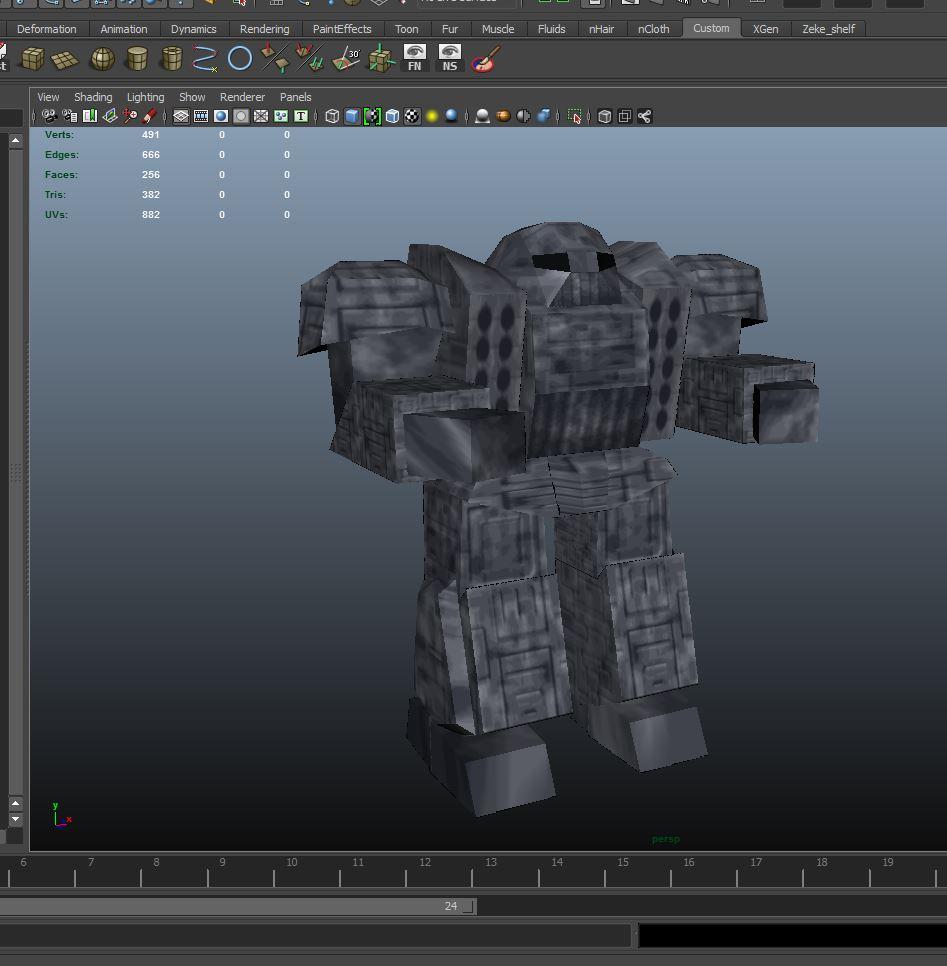 Deformation Animation Dynamics Rendering PaintEffects Toon Fur Muscle Fluids nHair nCloth Custom XGen Zeke_shelf
st 30° FN NS
View Shading Lighting Show Renderer Panels
T
Verts: 491 0 0
Edges: 666 0 0
Faces: 256 0 0
Tris: 382 0 0
UVs: 882 0 0
y
x
persp
6 7 8 9 10 11 12 13 14 15 16 17 18 19
24